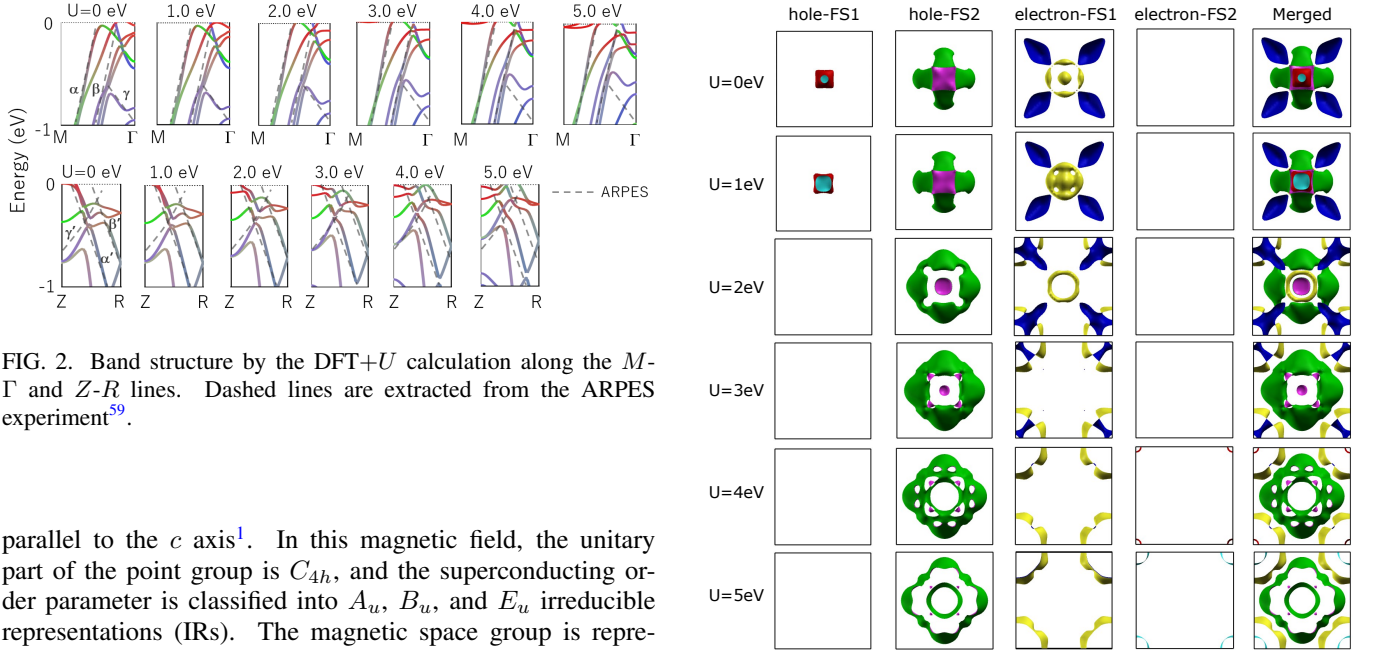 U=0 eV 1.0 eV 2.0 eV 3.0 eV 4.0 eV 5.0 eV
0
α β γ
-1
M Γ M Γ M Γ M Γ M Γ M Γ
Energy (eV)
U=0 eV 1.0 eV 2.0 eV 3.0 eV 4.0 eV 5.0 eV
0
ARPES
γ′ β′
α′
-1
Z R Z R Z R Z R Z R Z R
FIG. 2. Band structure by the DFT+U calculation along the M-
Γ and Z-R lines. Dashed lines are extracted from the ARPES
experiment59.
parallel to the c axis1. In this magnetic field, the unitary
part of the point group is C4h, and the superconducting or-
der parameter is classified into Au, Bu, and Eu irreducible
representations (IRs). The magnetic space group is repre-
hole-FS1 hole-FS2 electron-FS1 electron-FS2 Merged
U=0eV
U=1eV
U=2eV
U=3eV
U=4eV
U=5eV